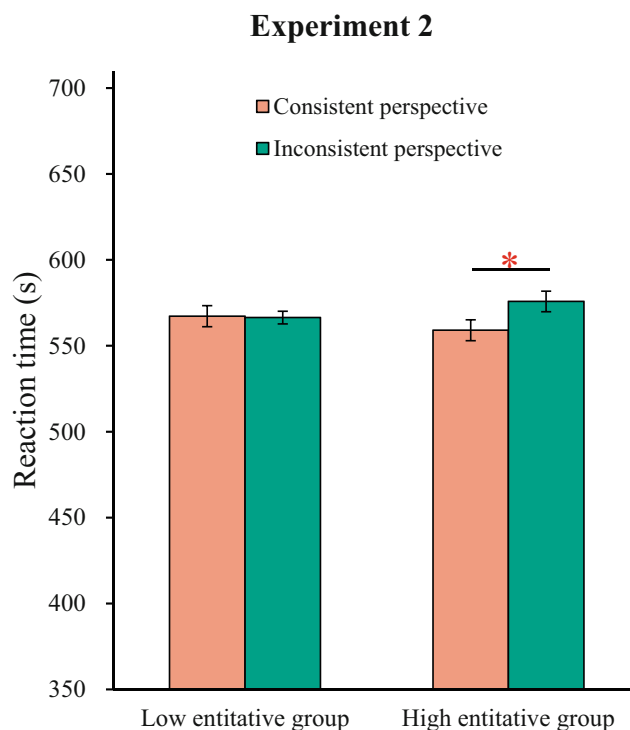 Experiment 2
Consistent perspective
Inconsistent perspective
*
Reaction time (s)
700
650
600
550
500
450
400
350
Low entitative group
High entitative group